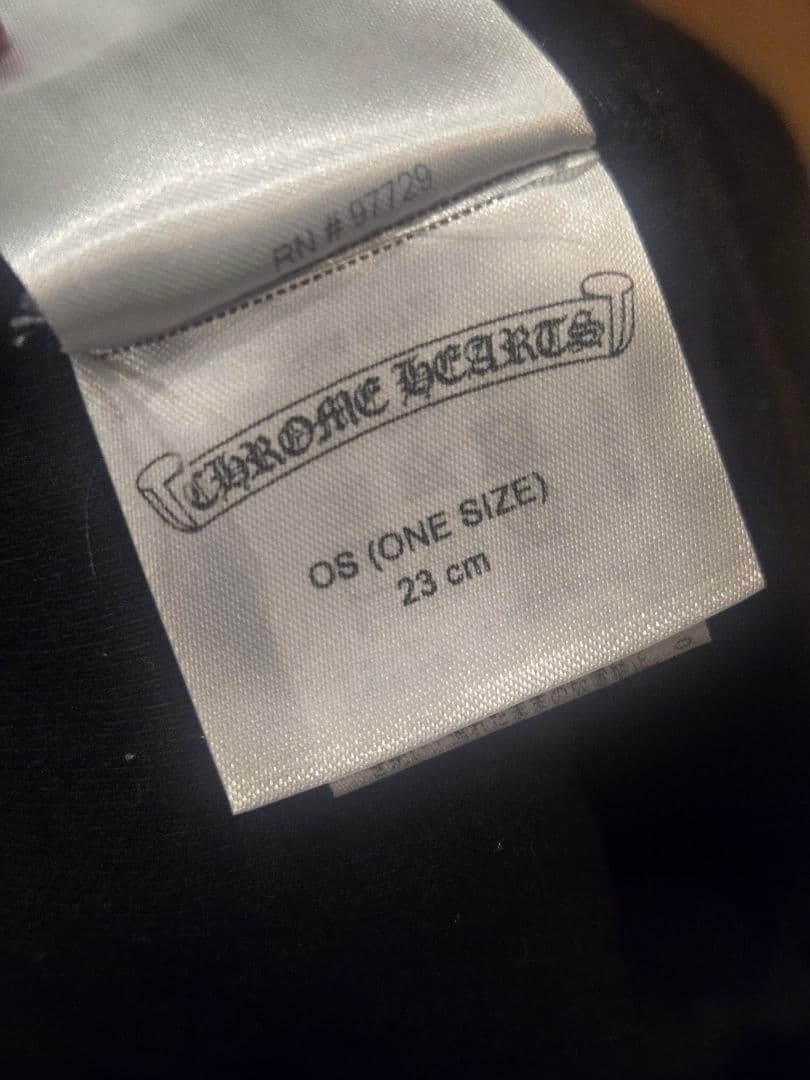 RN # 97729
CHROME HEARTS
OS (ONE SIZE)
23 cm